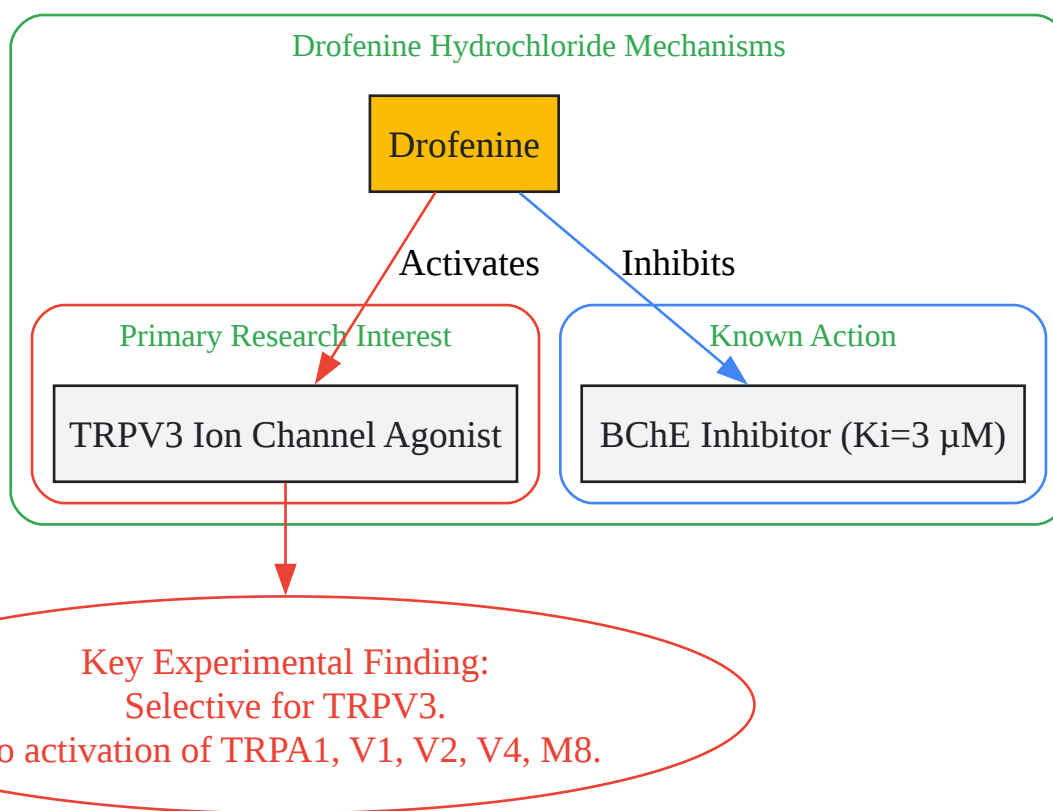 Drofenine Hydrochloride Mechanisms
Drofenine
Activates
Inhibits
Primary Research Interest
Known Action
TRPV3 Ion Channel Agonist
BChE Inhibitor (Ki=3 µM)
Key Experimental Finding:
Selective for TRPV3.
o activation of TRPA1, V1, V2, V4, M8.